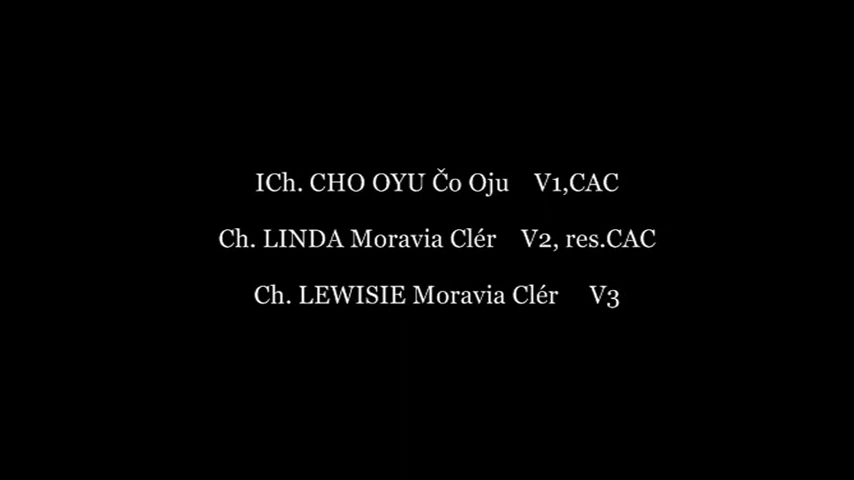 ICh. CHO OYU Čo Oju V1,CAC
Ch. LINDA Moravia Clér V2, res.CAC
Ch. LEWISIE Moravia Clér V3